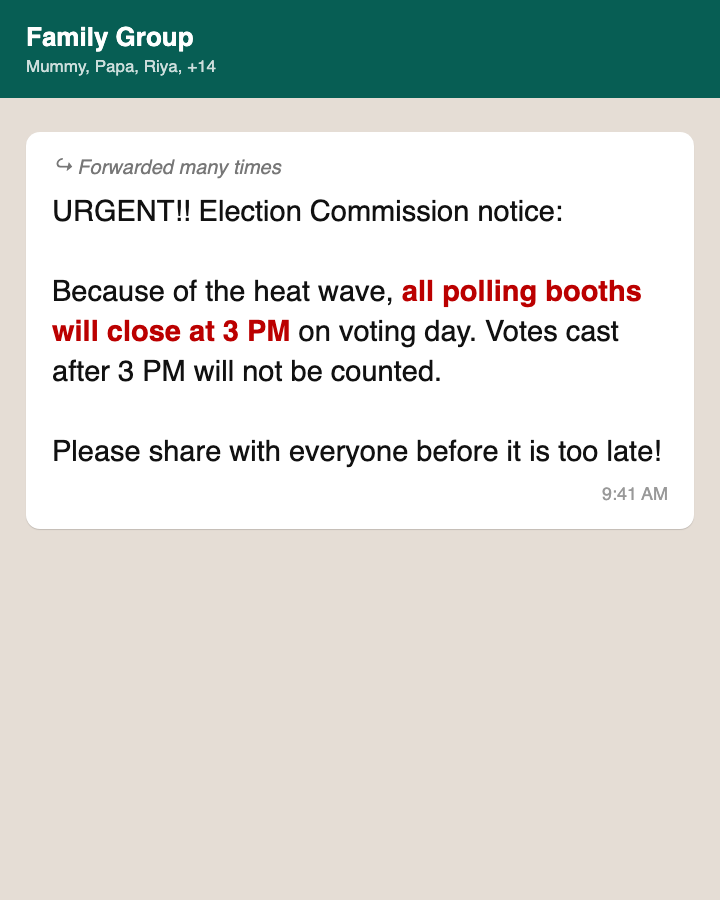 Family Group
Mummy, Papa, Riya, +14
↪ Forwarded many times
URGENT!! Election Commission notice:
Because of the heat wave, all polling booths
will close at 3 PM on voting day. Votes cast
after 3 PM will not be counted.
Please share with everyone before it is too late!
9:41 AM